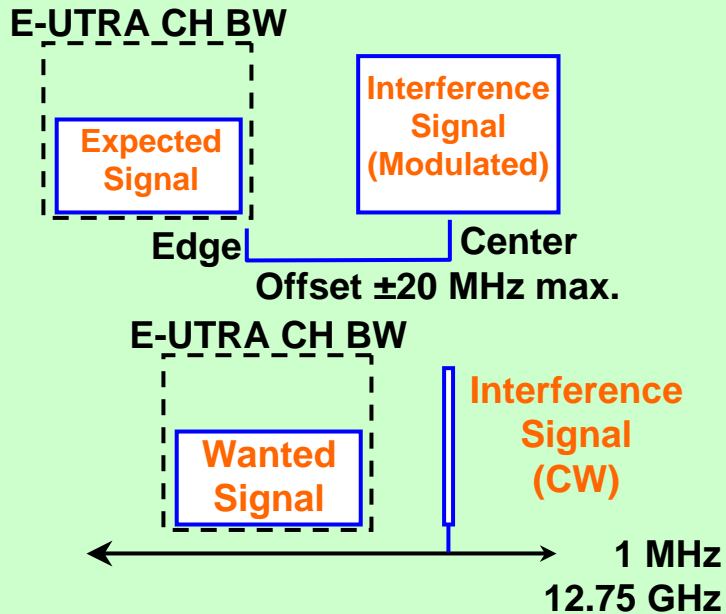 E-UTRA CH BW
Expected
Signal
Interference
Signal
(Modulated)
Edge
Center
Offset ±20 MHz max.
E-UTRA CH BW
Wanted
Signal
Interference
Signal
(CW)
1 MHz
12.75 GHz